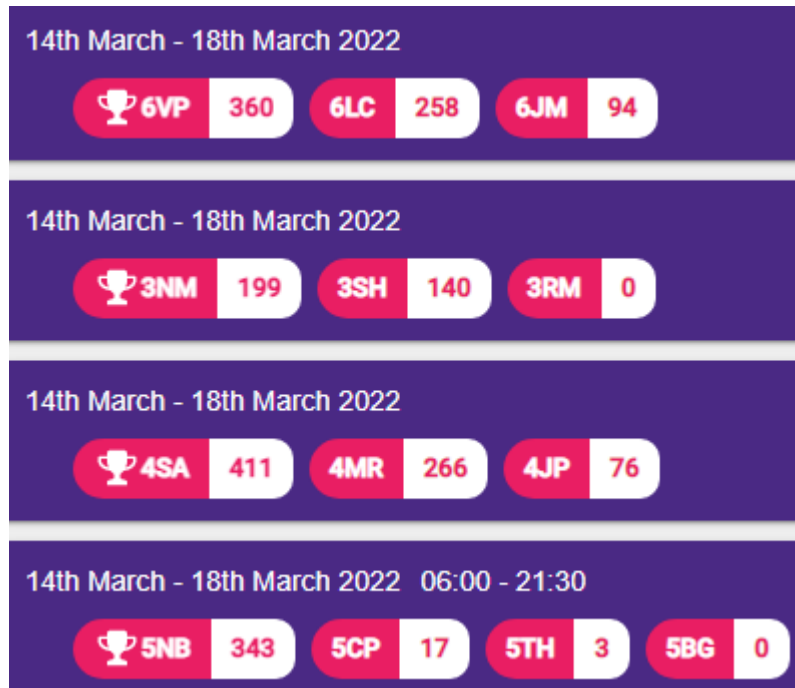 14th March - 18th March 2022
6VP 360 6LC 258 6JM 94
14th March - 18th March 2022
3NM 199 3SH 140 3RM 0
14th March - 18th March 2022
4SA 411 4MR 266 4JP 76
14th March - 18th March 2022 06:00 - 21:30
5NB 343 5CP 17 5TH 3 5BG 0